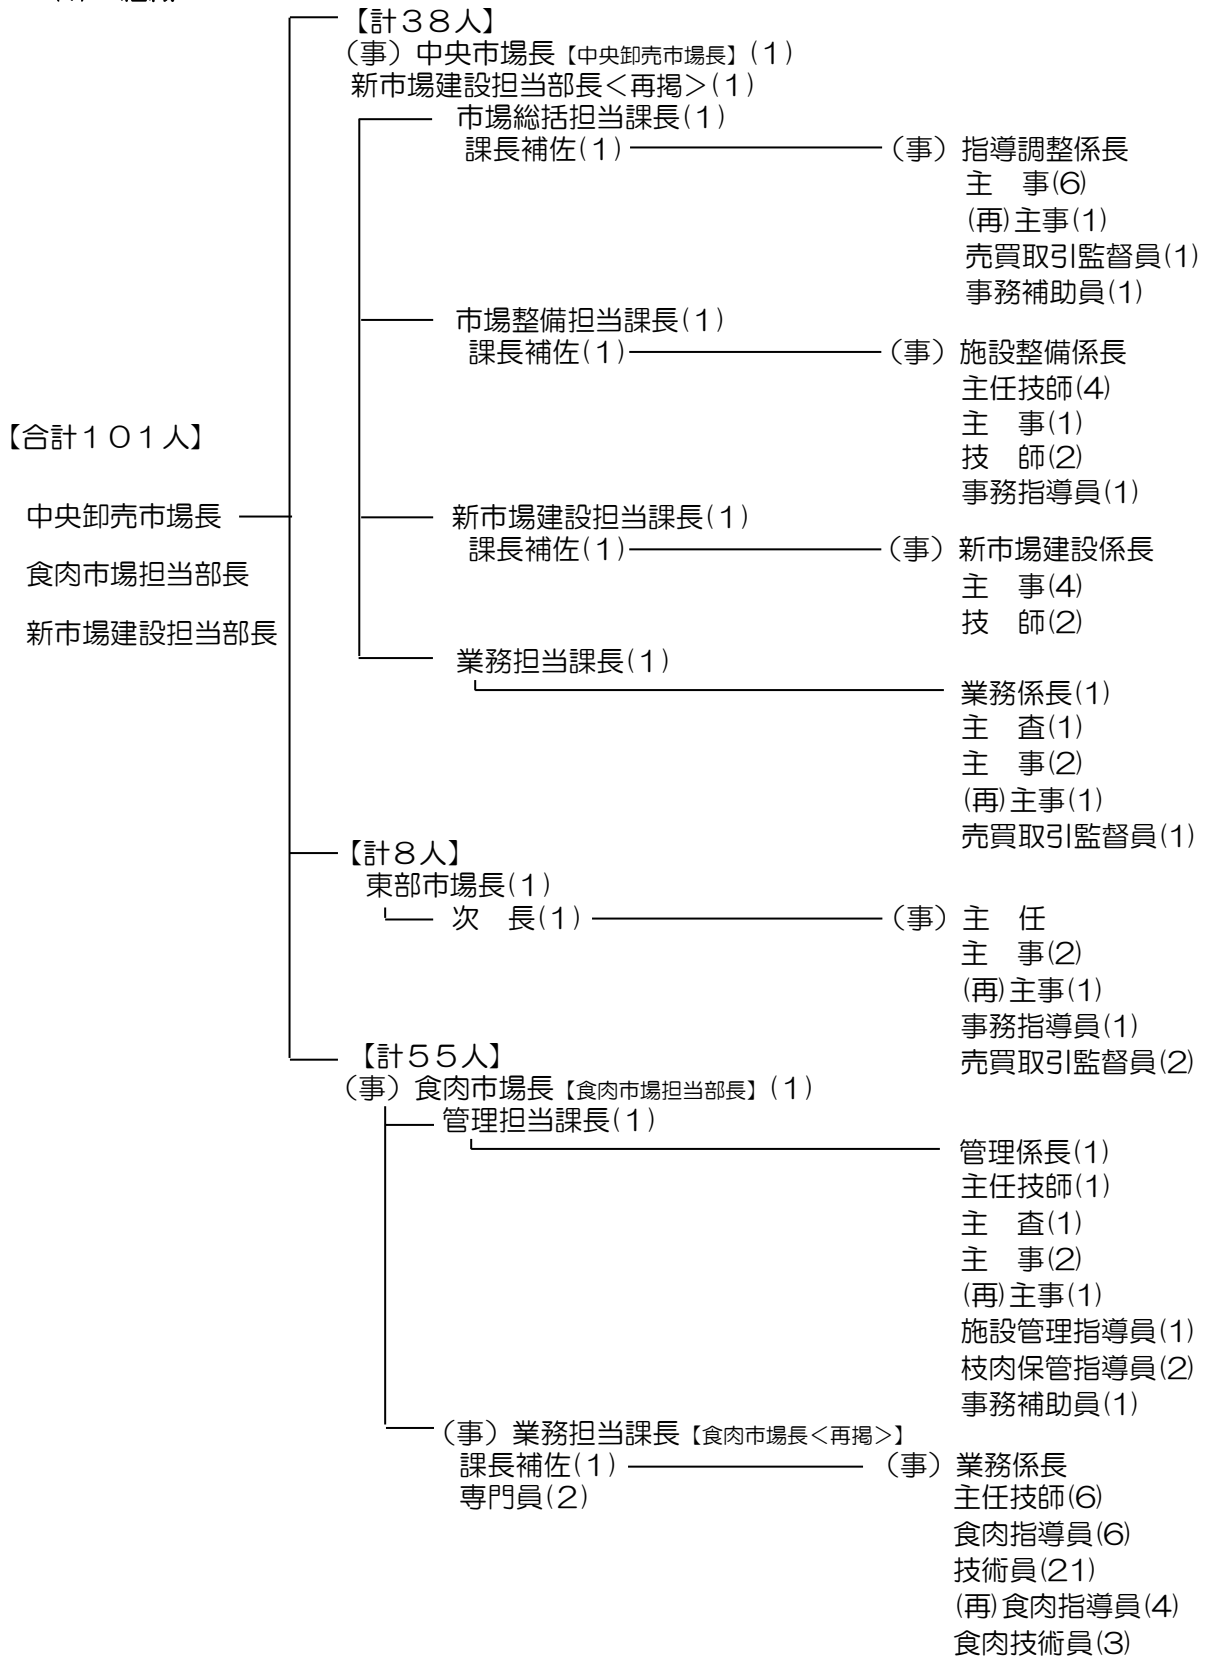 【計３８人】
（事）中央市場長【中央卸売市場長】(１)
新市場建設担当部長＜再掲＞(１)
市場総括担当課長(１)
課長補佐(１)
（事）指導調整係長
主　事(6)
(再)主事(１)
売買取引監督員(１)
事務補助員(１)
市場整備担当課長(１)
課長補佐(１)
（事）施設整備係長
主任技師(4)
主　事(１)
技　師(2)
事務指導員(１)
【合計１０１人】
中央卸売市場長
食肉市場担当部長
新市場建設担当部長
新市場建設担当課長(１)
課長補佐(１)
（事）新市場建設係長
主　事(4)
技　師(2)
業務担当課長(１)
業務係長(１)
主　査(１)
主　事(2)
(再)主事(１)
売買取引監督員(１)
【計８人】
東部市場長(１)
次　長(１)
（事）主　任
主　事(2)
(再)主事(１)
事務指導員(１)
売買取引監督員(2)
【計５５人】
（事）食肉市場長【食肉市場担当部長】(１)
管理担当課長(１)
管理係長(１)
主任技師(１)
主　査(１)
主　事(2)
(再)主事(１)
施設管理指導員(１)
枝肉保管指導員(2)
事務補助員(１)
（事）業務担当課長【食肉市場長＜再掲＞】
課長補佐(１)
専門員(２)
（事）業務係長
主任技師(6)
食肉指導員(6)
技術員(21)
(再)食肉指導員(4)
食肉技術員(3)